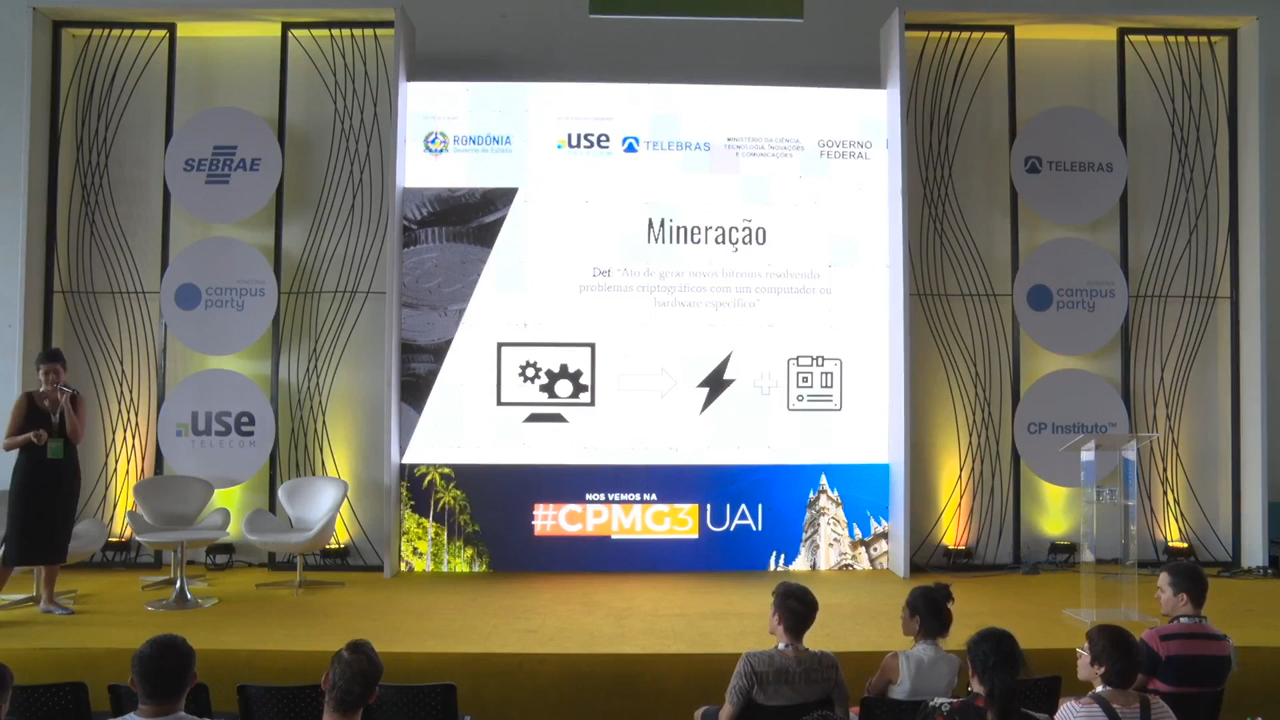 RONDÔNIA
Governo do Estado
.USE
TELECOM
TELEBRAS
MINISTÉRIO DA CIÊNCIA,
TECNOLOGIA, INOVAÇÕES
E COMUNICAÇÕES
GOVERNO
FEDERAL
Mineração
Def: "Ato de gerar novos bitcoins resolvendo
problemas criptográficos com um computador ou
hardware específico"
NOS VEMOS NA
#CPMG3 UAI
SEBRAE
campus
party
USE
TELECOM
TELEBRAS
campus
party
CP Instituto™